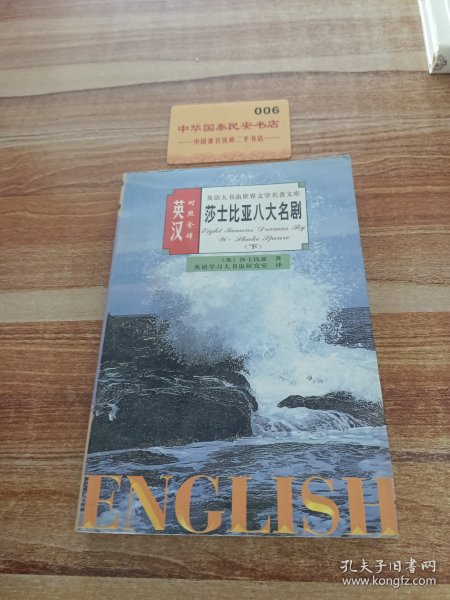 006
中华国泰民安书店
——中国著名民族二手书店——
英汉
对照全译
英语大书虫世界文学名著文库
莎士比亚八大名剧
Eight Famous Dramas By
W·Shake Speare
（下）
（英）莎士比亚 著
英语学习大书虫研究室 译
ENGLISH
孔夫子旧书网
www.kongfz.com